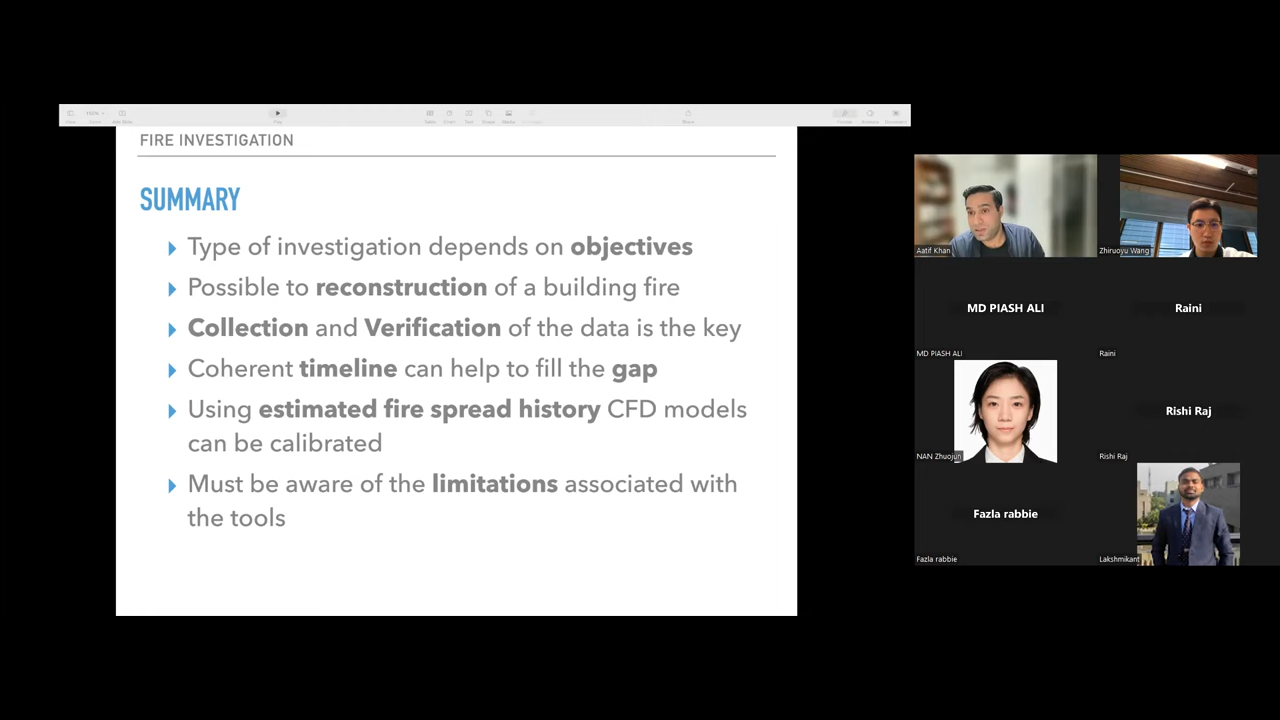 FIRE INVESTIGATION
SUMMARY
Type of investigation depends on objectives
Possible to reconstruction of a building fire
Collection and Verification of the data is the key
Coherent timeline can help to fill the gap
Using estimated fire spread history CFD models
can be calibrated
Must be aware of the limitations associated with
the tools
Aatif Khan
Zhiruoyu Wang
MD PIASH ALI
MD PIASH ALI
Raini
Raini
NAN Zhuojun
Rishi Raj
Rishi Raj
Fazla rabbie
Fazla rabbie
Lakshmikant